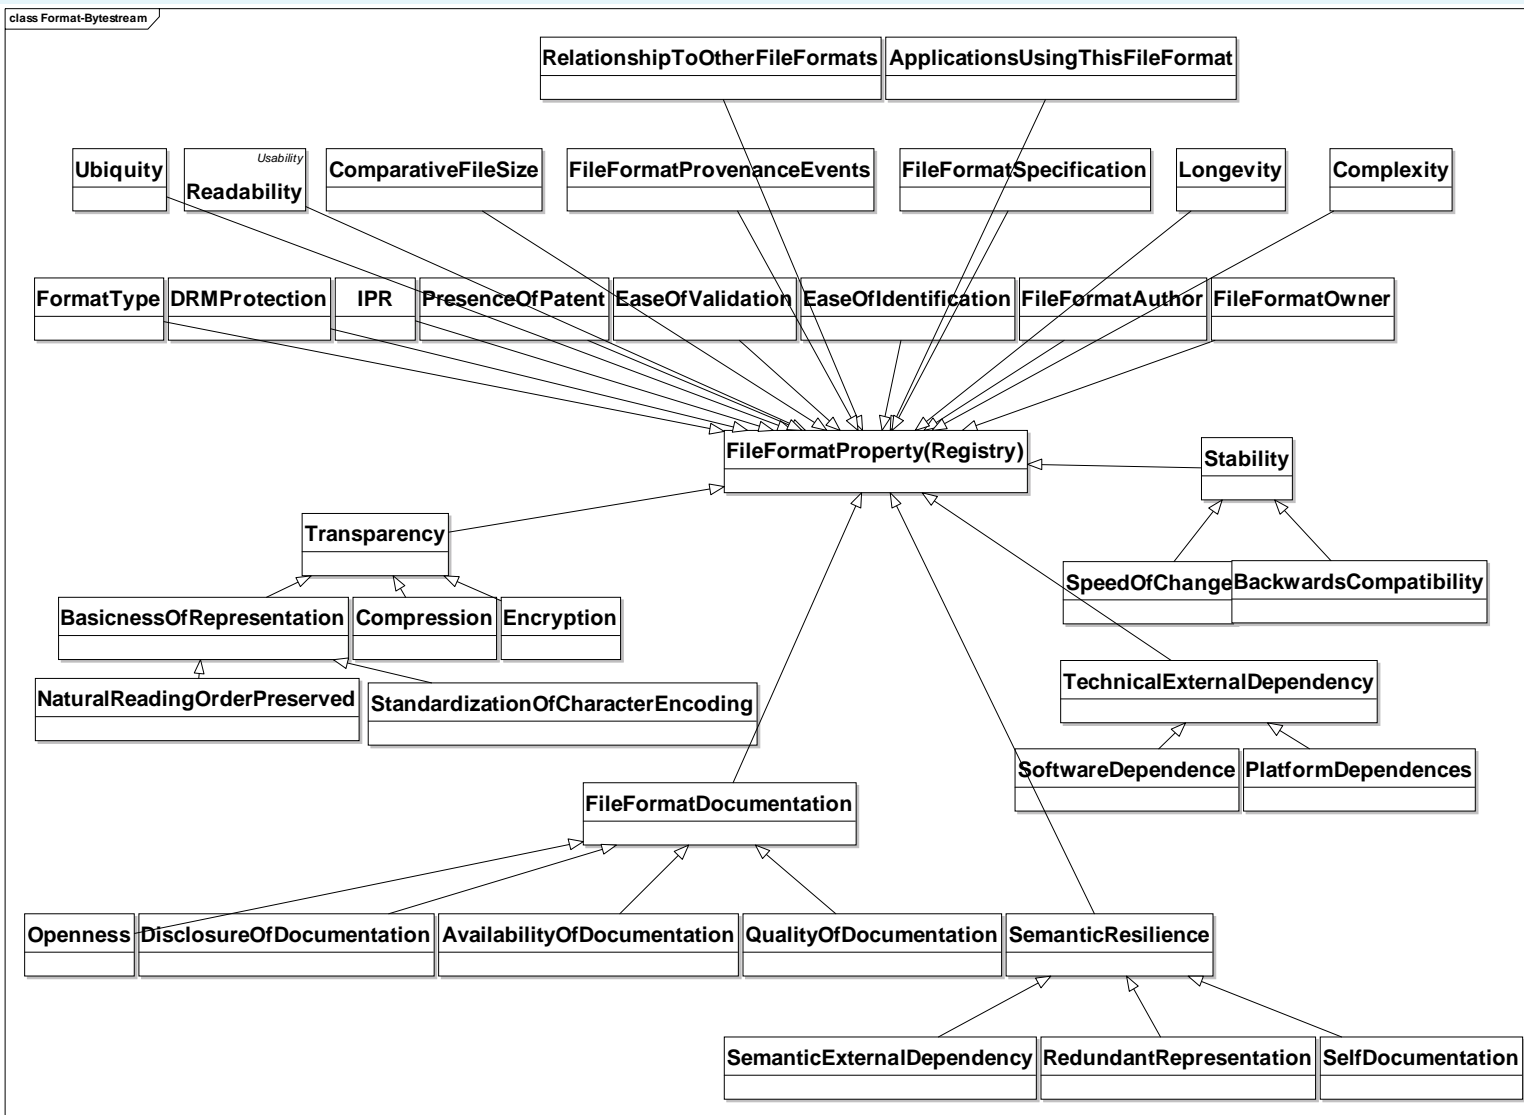 class Format-Bytestream
RelationshipToOtherFileFormats
ApplicationsUsingThisFileFormat
Ubiquity
Usability
Readability
ComparativeFileSize
FileFormatProvenanceEvents
FileFormatSpecification
Longevity
Complexity
FormatType
DRMProtection
IPR
PresenceOfPatent
EaseOfValidation
EaseOfIdentification
FileFormatAuthor
FileFormatOwner
FileFormatProperty(Registry)
Stability
Transparency
SpeedOfChange
BackwardsCompatibility
BasicnessOfRepresentation
Compression
Encryption
NaturalReadingOrderPreserved
StandardizationOfCharacterEncoding
TechnicalExternalDependency
SoftwareDependence
PlatformDependences
FileFormatDocumentation
Openness
DisclosureOfDocumentation
AvailabilityOfDocumentation
QualityOfDocumentation
SemanticResilience
SemanticExternalDependency
RedundantRepresentation
SelfDocumentation